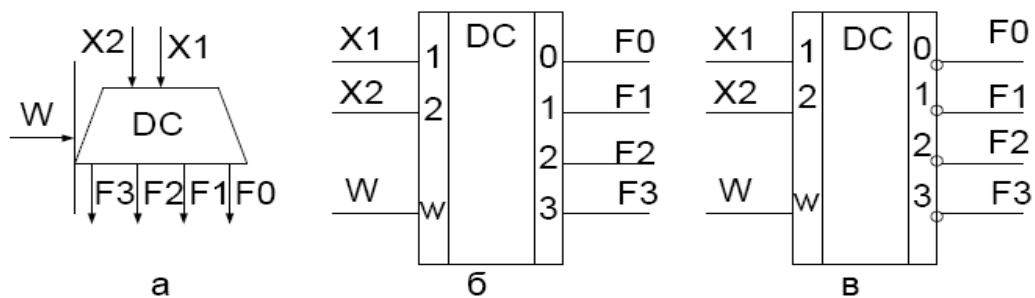 X2 X1
W
DC
F3 F2 F1 F0
а
X1 1 DC 0 F0
X2 2 1 F1
2 F2
W W 3 F3
б
X1 1 DC 0 F0
X2 2 1 F1
2 F2
W W 3 F3
в